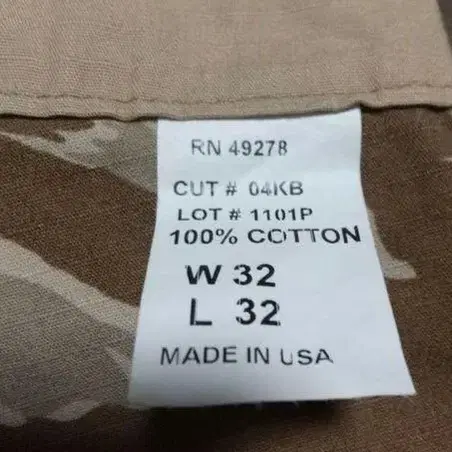 RN 49278
CUT # 04KB
LOT # 1101P
100% COTTON
W 32
L 32
MADE IN USA